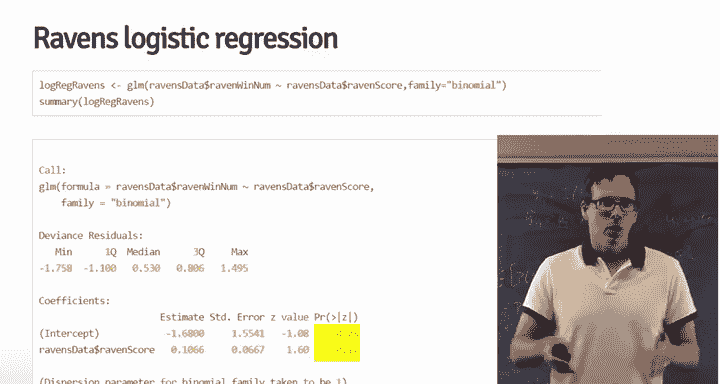 Ravens logistic regression
logRegRavens <- glm(ravensData$ravenWinNum ~ ravensData$ravenScore,family="binomial")
summary(logRegRavens)
Call:
glm(formula = ravensData$ravenWinNum ~ ravensData$ravenScore,
family = "binomial")
Deviance Residuals:
Min 1Q Median 3Q Max
-1.758 -1.100 0.530 0.806 1.495
Coefficients:
Estimate Std. Error z value Pr(>|z|)
(Intercept) -1.6800 1.5541 -1.08
ravensData$ravenScore 0.1066 0.0667 1.60
(Dispersion parameter for binomial family taken to be 1)